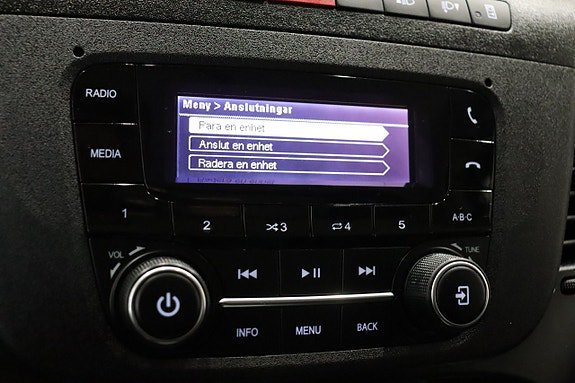 RADIO
MEDIA
Meny > Anslutningar
Para en enhet
Anslut en enhet
Radera en enhet
1
2
3
4
5
A-B-C
VOL
TUNE
INFO
MENU
BACK